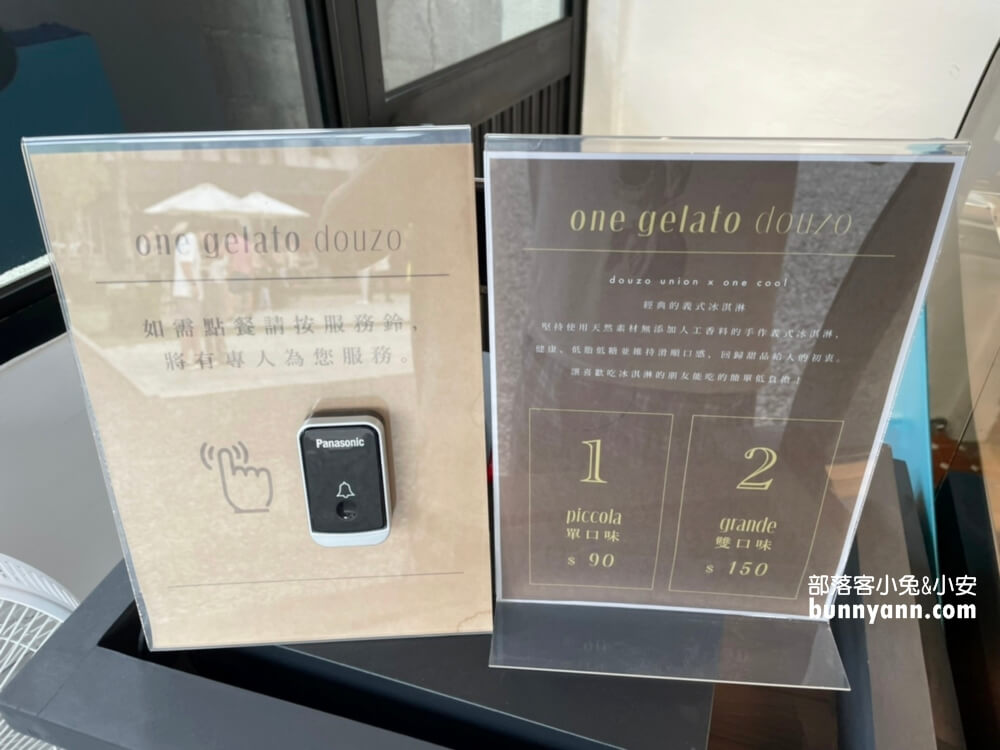 one gelato douzo
如需點餐請按服務鈴，
將有專人為您服務。
Panasonic
one gelato douzo
douzo union x one cool
經典的義式冰淇淋
堅持使用天然素材無添加人工香料的手作義式冰淇淋，
健康、低脂低糖並維持滑順口感，回歸甜品給人的初衷。
讓喜歡吃冰淇淋的朋友能吃的簡單低負擔！
1
piccola
單口味
$ 90
2
grande
雙口味
$ 150
部落客小兔&小安
bunnyann.com